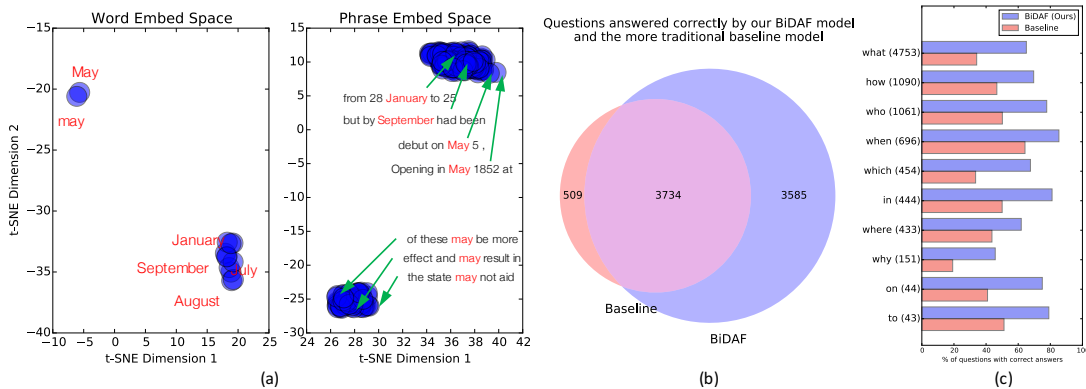 Word Embed Space
−15
−20
−25
−30
−35
−40
t-SNE Dimension 2
−10
−5
0
5
10
15
20
25
t-SNE Dimension 1
May
may
January
September
July
August
Phrase Embed Space
15
10
5
0
−5
−10
−15
−20
−25
−30
24
26
28
30
32
34
36
38
40
42
t-SNE Dimension 1
from 28 January to 25
but by September had been
debut on May 5 ,
Opening in May 1852 at
of these may be more
effect and may result in
the state may not aid
(a)
Questions answered correctly by our BiDAF model
and the more traditional baseline model
509
3734
3585
Baseline
BiDAF
(b)
BiDAF (Ours)
Baseline
what (4753)
how (1090)
who (1061)
when (696)
which (454)
in (444)
where (433)
why (151)
on (44)
to (43)
0
20
40
60
80
100
% of questions with correct answers
(c)